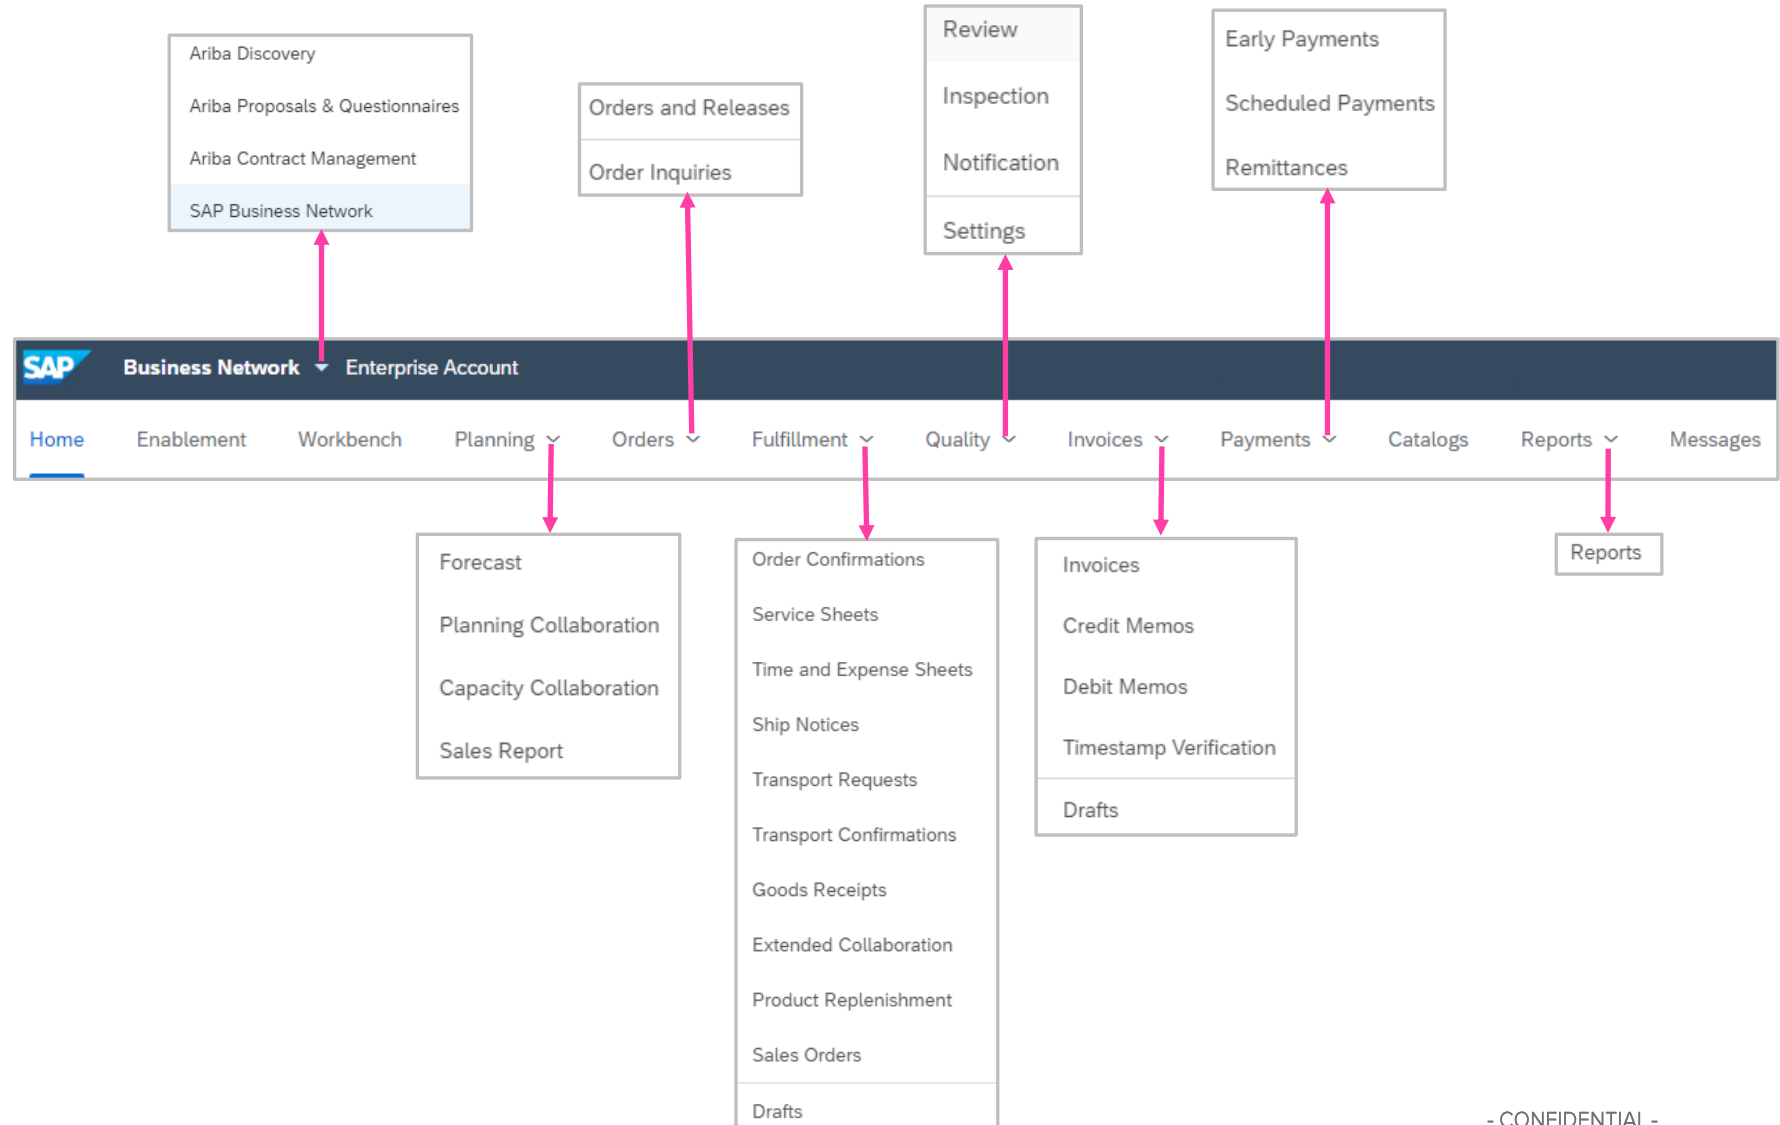 Ariba Discovery
Ariba Proposals & Questionnaires
Ariba Contract Management
SAP Business Network
Orders and Releases
Order Inquiries
Review
Inspection
Notification
Settings
Early Payments
Scheduled Payments
Remittances
SAP Business Network Enterprise Account
Home Enablement Workbench Planning Orders Fulfillment Quality Invoices Payments Catalogs Reports Messages
Forecast
Planning Collaboration
Capacity Collaboration
Sales Report
Order Confirmations
Service Sheets
Time and Expense Sheets
Ship Notices
Transport Requests
Transport Confirmations
Goods Receipts
Extended Collaboration
Product Replenishment
Sales Orders
Drafts
Invoices
Credit Memos
Debit Memos
Timestamp Verification
Drafts
Reports
- CONFIDENTIAL -